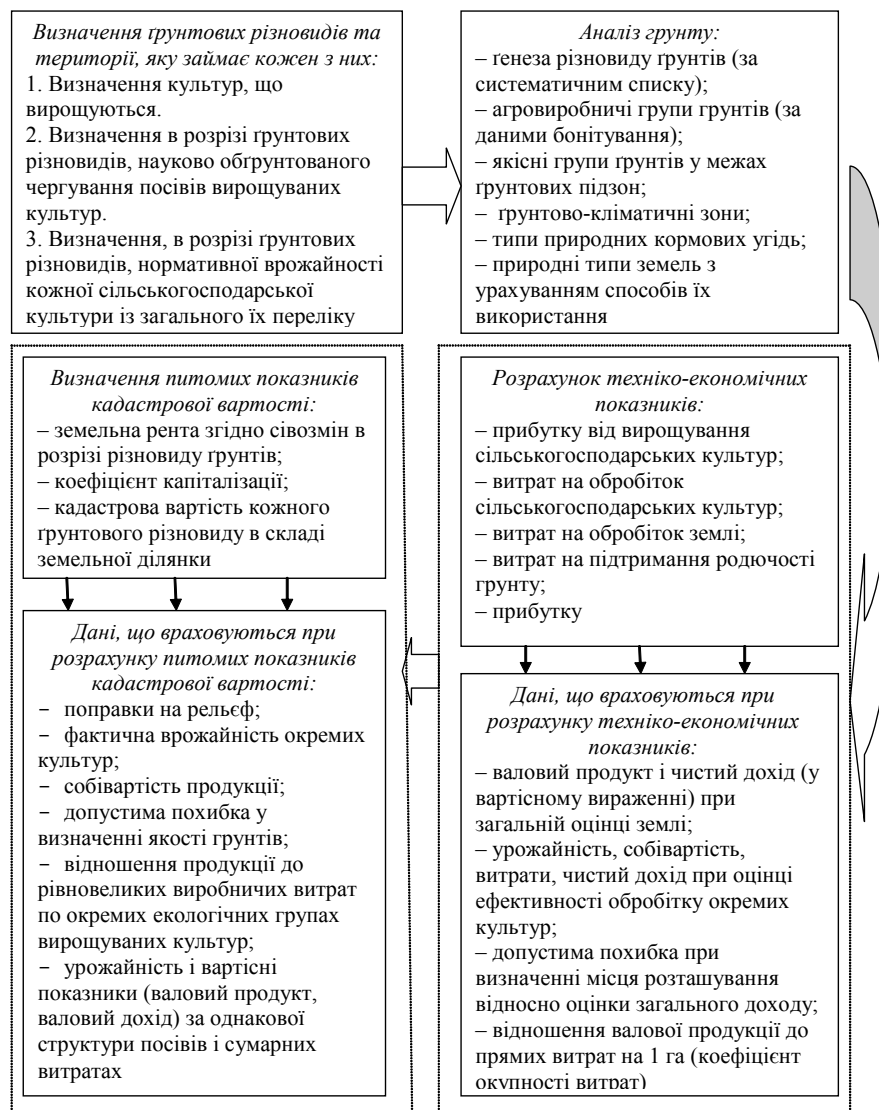 Визначення ґрунтових різновидів та
території, яку займає кожен з них:
1. Визначення культур, що
вирощуються.
2. Визначення в розрізі ґрунтових
різновидів, науково обґрунтованого
чергування посівів вирощуваних
культур.
3. Визначення, в розрізі ґрунтових
різновидів, нормативної врожайності
кожної сільськогосподарської
культури із загального їх переліку
Аналіз грунту:
– ґенеза різновиду ґрунтів (за
систематичним списку);
– агровиробничі групи грунтів (за
даними бонітування);
– якісні групи ґрунтів у межах
ґрунтових підзон;
– ґрунтово-кліматичні зони;
– типи природних кормових угідь;
– природні типи земель з
урахуванням способів їх
використання
Визначення питомих показників
кадастрової вартості:
– земельна рента згідно сівозмін в
розрізі різновиду ґрунтів;
– коефіцієнт капіталізації;
– кадастрова вартість кожного
ґрунтового різновиду в складі
земельної ділянки
Розрахунок техніко-економічних
показників:
– прибутку від вирощування
сільськогосподарських культур;
– витрат на обробіток
сільськогосподарських культур;
– витрат на обробіток землі;
– витрат на підтримання родючості
грунту;
– прибутку
Дані, що враховуються при
розрахунку питомих показників
кадастрової вартості:
− поправки на рельєф;
− фактична врожайність окремих
культур;
− собівартість продукції;
− допустима похибка у
визначенні якості грунтів;
− відношення продукції до
рівновеликих виробничих витрат
по окремих екологічних групах
вирощуваних культур;
− урожайність і вартісні
показники (валовий продукт,
валовий дохід) за однакової
структури посівів і сумарних
витратах
Дані, що враховуються при
розрахунку техніко-економічних
показників:
– валовий продукт і чистий дохід (у
вартісному вираженні) при
загальній оцінці землі;
– урожайність, собівартість,
витрати, чистий дохід при оцінці
ефективності обробітку окремих
культур;
– допустима похибка при
визначенні місця розташування
відносно оцінки загального доходу;
– відношення валової продукції до
прямих витрат на 1 га (коефіцієнт
окупності витрат)